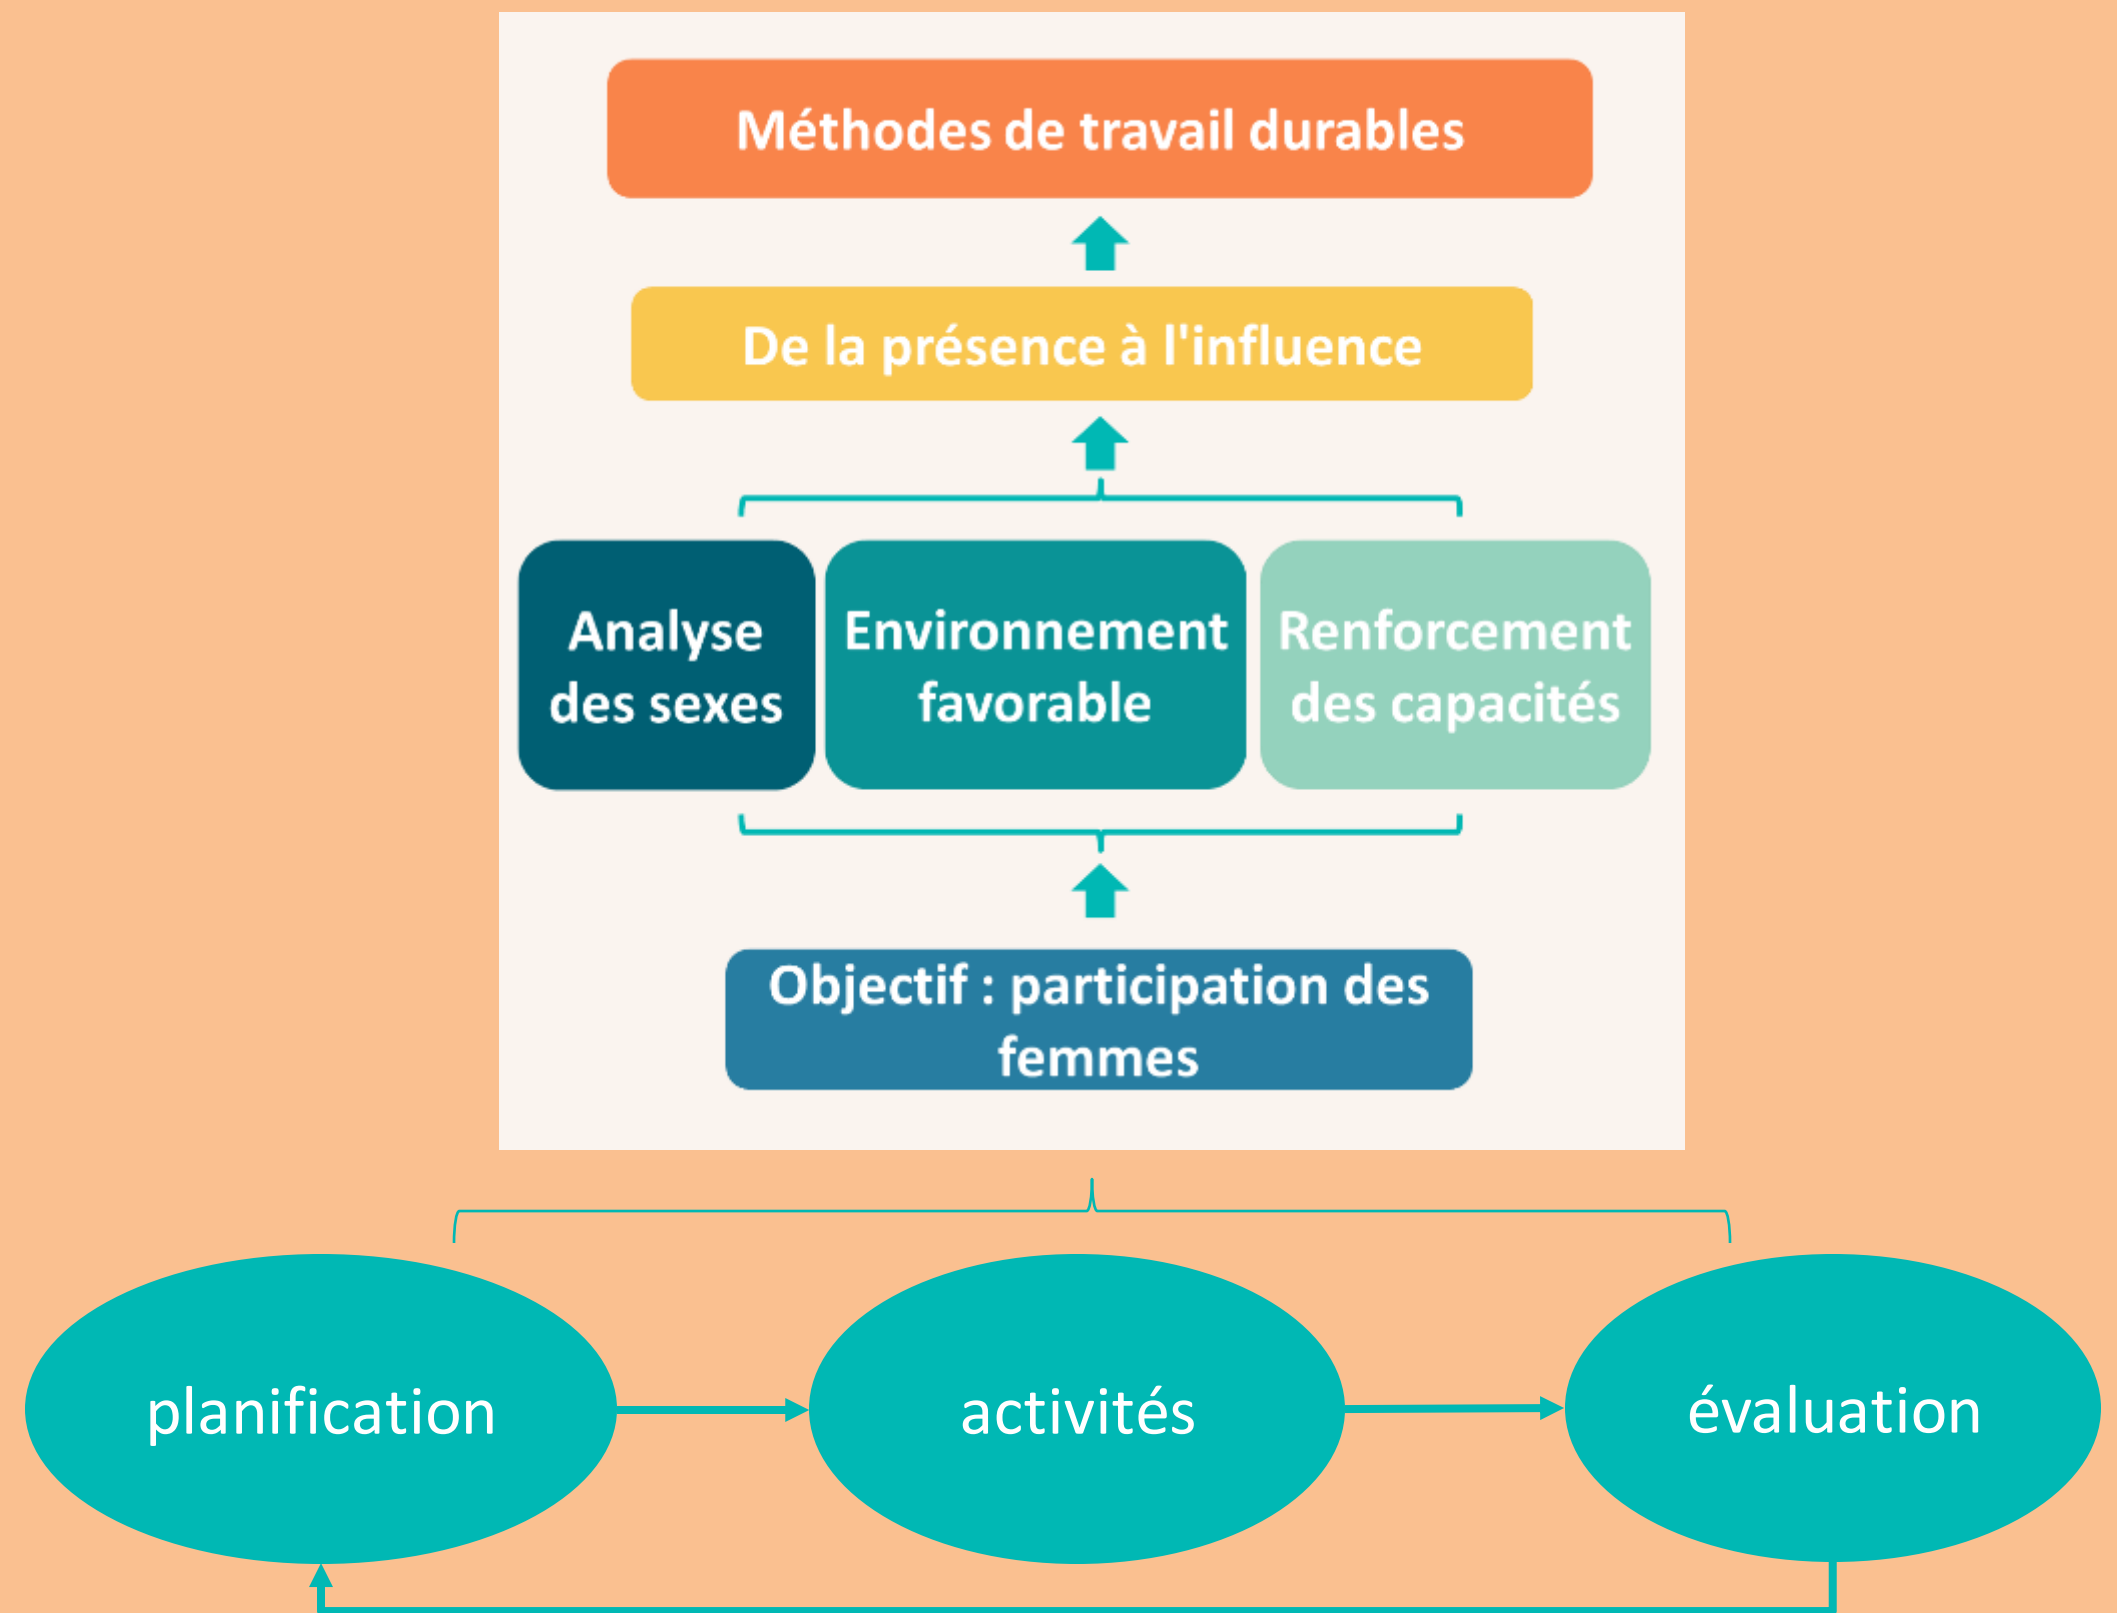 Méthodes de travail durables
De la présence à l'influence
Analyse
des sexes
Environnement
favorable
Renforcement
des capacités
Objectif : participation des
femmes
planification
activités
évaluation